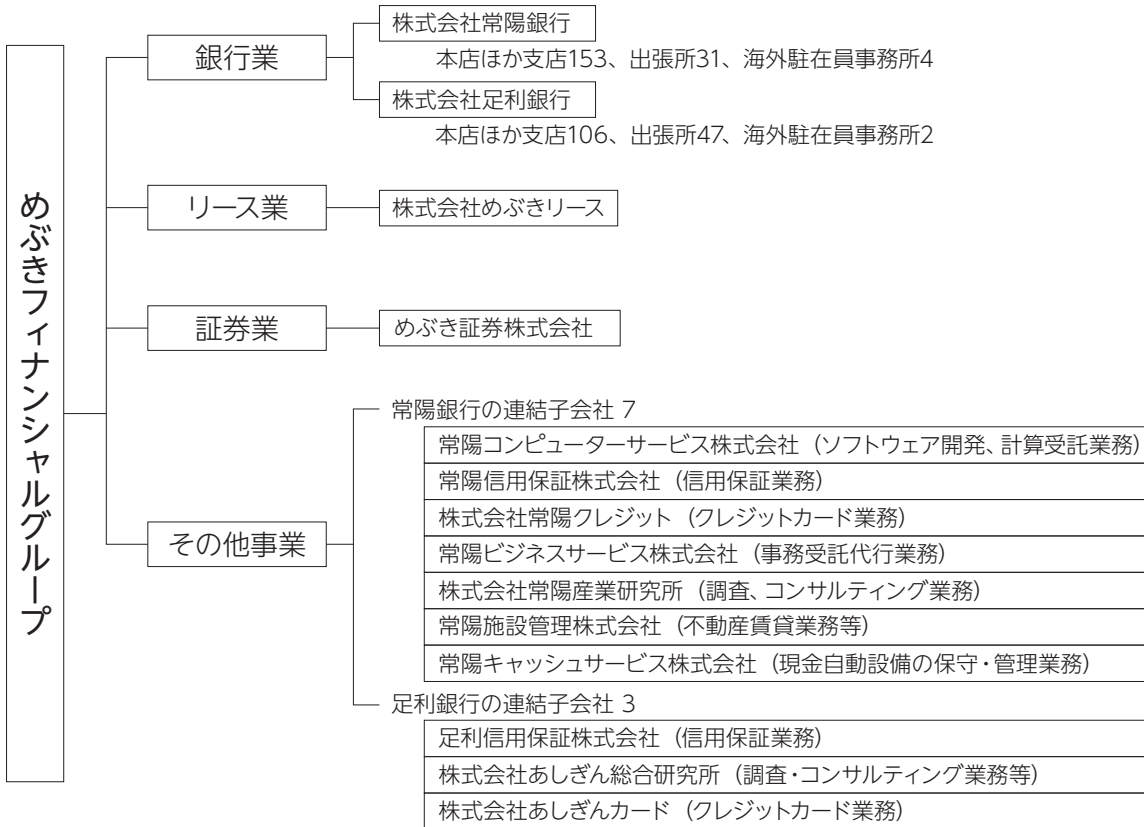 めぶきフィナンシャルグループ
銀行業
株式会社常陽銀行
本店ほか支店153、出張所31、海外駐在員事務所4
株式会社足利銀行
本店ほか支店106、出張所47、海外駐在員事務所2
リース業
株式会社めぶきリース
証券業
めぶき証券株式会社
その他事業
常陽銀行の連結子会社 7
常陽コンピューターサービス株式会社（ソフトウェア開発、計算受託業務）
常陽信用保証株式会社（信用保証業務）
株式会社常陽クレジット（クレジットカード業務）
常陽ビジネスサービス株式会社（事務受託代行業務）
株式会社常陽産業研究所（調査、コンサルティング業務）
常陽施設管理株式会社（不動産賃貸業務等）
常陽キャッシュサービス株式会社（現金自動設備の保守・管理業務）
足利銀行の連結子会社 3
足利信用保証株式会社（信用保証業務）
株式会社あしぎん総合研究所（調査・コンサルティング業務等）
株式会社あしぎんカード（クレジットカード業務）